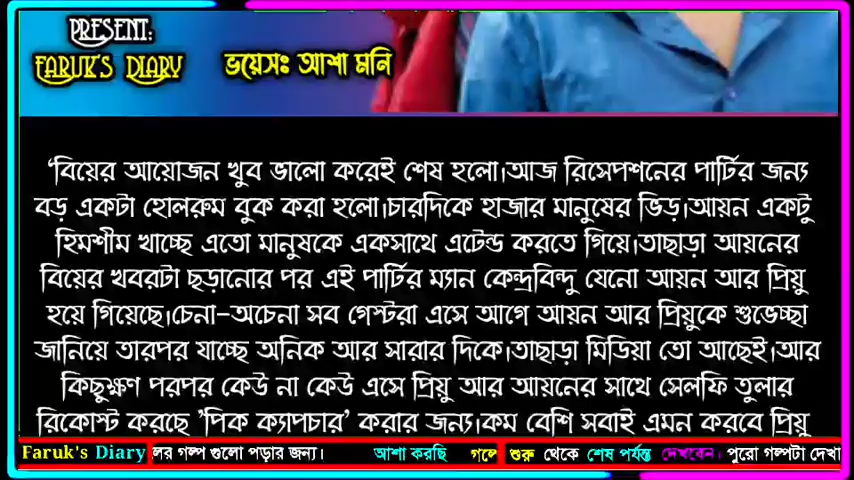 PRESENT:
FARUK'S DIARY
ভয়েসঃ আশা মনি
‘বিয়ের আয়োজন খুব ভালো করেই শেষ হলো।আজ রিসেপশনের পার্টির জন্য
বড় একটা হোলরুম বুক করা হলো।চারদিকে হাজার মানুষের ভিড়।আয়ন একটু
হিমশীম খাচ্ছে এতো মানুষকে একসাথে এটেন্ড করতে গিয়ে।তাছাড়া আয়নের
বিয়ের খবরটা ছড়ানোর পর এই পার্টির ম্যান কেন্দ্রবিন্দু যেনো আয়ন আর প্রিয়ু
হয়ে গিয়েছে।চেনা-অচেনা সব গেস্টরা এসে আগে আয়ন আর প্রিয়ুকে শুভেচ্ছা
জানিয়ে তারপর যাচ্ছে অনিক আর সারার দিকে।তাছাড়া মিডিয়া তো আছেই।আর
কিছুক্ষণ পরপর কেউ না কেউ এসে প্রিয়ু আর আয়নের সাথে সেলফি তুলার
রিকোস্ট করছে ’পিক ক্যাপচার’ করার জন্য।কম বেশি সবাই এমন করবে প্রিয়ু
Faruk's Diary লর গল্প গুলো পড়ার জন্য। আশা করছি গল্পে শুরু থেকে শেষ পর্যন্ত দেখবেন। পুরো গল্পটা দেখা